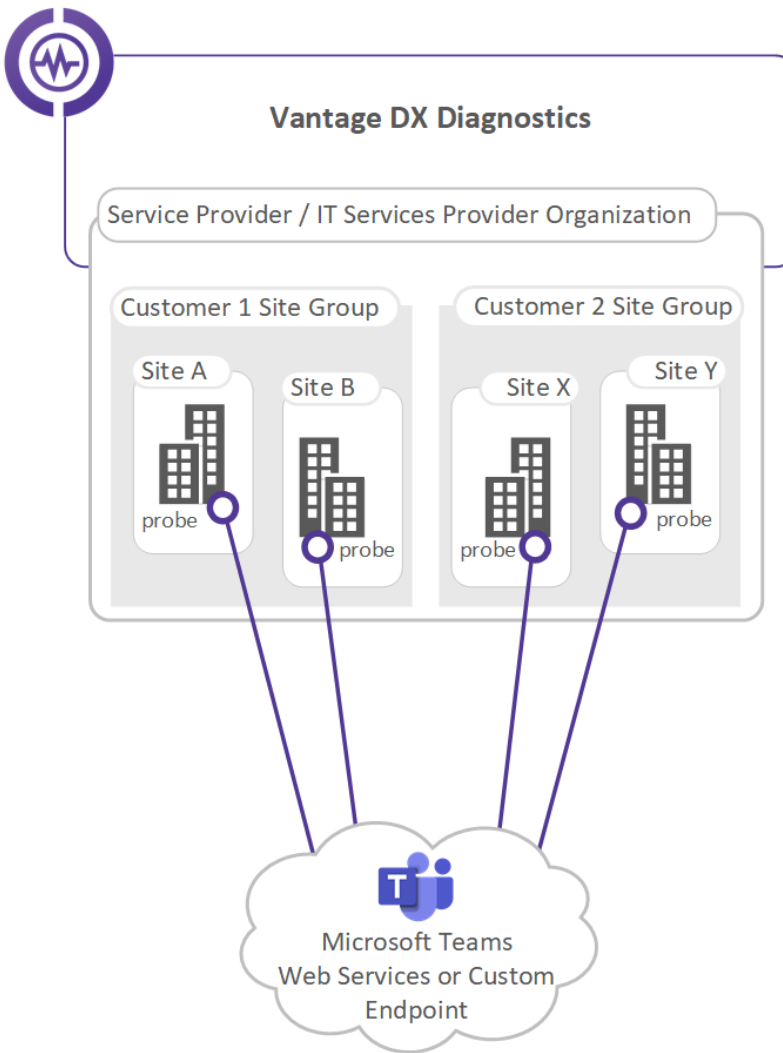 Vantage DX Diagnostics
Service Provider / IT Services Provider Organization
Customer 1 Site Group
Customer 2 Site Group
Site A
Site B
Site X
Site Y
probe
probe
probe
probe
T
Microsoft Teams
Web Services or Custom
Endpoint